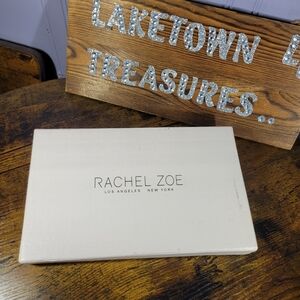 LAKETOWN
TREASURES..
RACHEL ZOE
LOS ANGELES NEW YORK